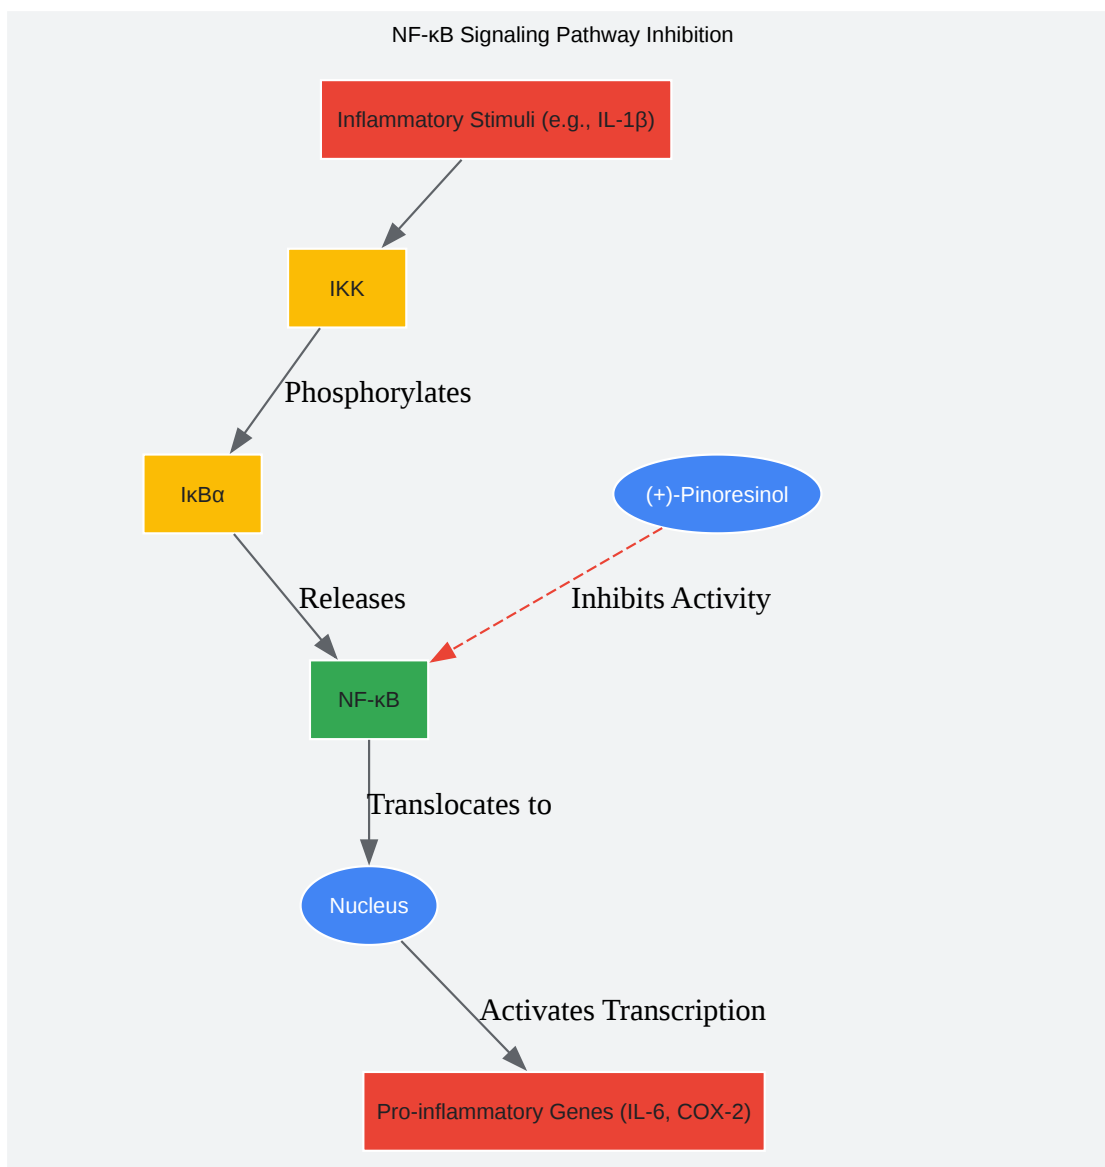 NF-κB Signaling Pathway Inhibition
Inflammatory Stimuli (e.g., IL-1β)
IKK
Phosphorylates
IκBα
(+)-Pinoresinol
Releases
Inhibits Activity
NF-κB
Translocates to
Nucleus
Activates Transcription
Pro-inflammatory Genes (IL-6, COX-2)